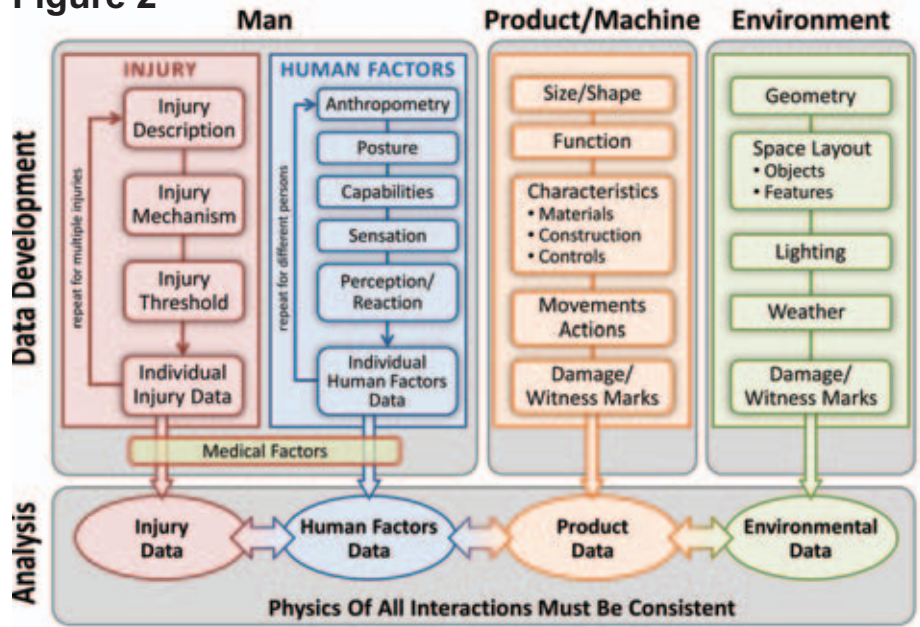 Figure 2
Man
Product/Machine
Environment
Data Development
INJURY
repeat for multiple injuries
Injury
Description
Injury
Mechanism
Injury
Threshold
Individual
Injury Data
HUMAN FACTORS
repeat for different persons
Anthropometry
Posture
Capabilities
Sensation
Perception/
Reaction
Individual
Human Factors
Data
Medical Factors
Size/Shape
Function
Characteristics
• Materials
• Construction
• Controls
Movements
Actions
Damage/
Witness Marks
Geometry
Space Layout
• Objects
• Features
Lighting
Weather
Damage/
Witness Marks
Analysis
Injury
Data
Human Factors
Data
Product
Data
Environmental
Data
Physics Of All Interactions Must Be Consistent